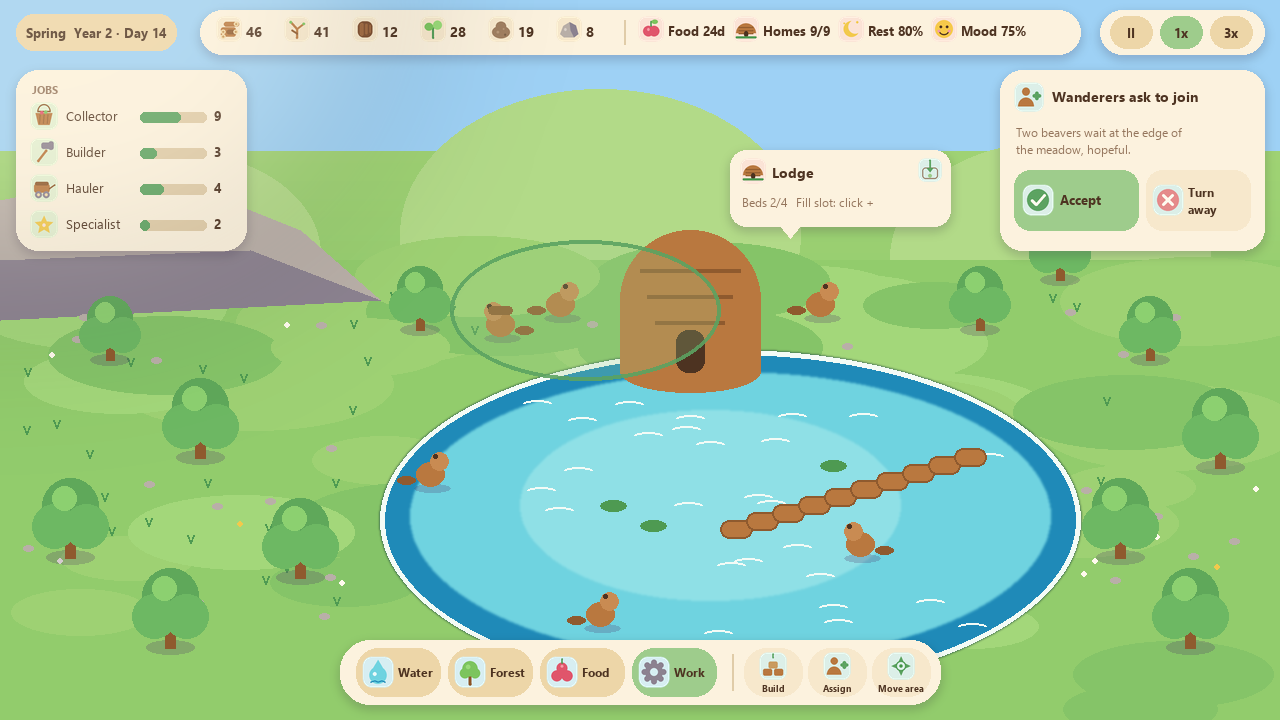 Spring Year 2 · Day 14
46 41 12 28 19 8 Food 24d Homes 9/9 Rest 80% Mood 75%
II 1x 3x
JOBS
Collector 9
Builder 3
Hauler 4
Specialist 2
Lodge
Beds 2/4 Fill slot: click +
Wanderers ask to join
Two beavers wait at the edge of
the meadow, hopeful.
Accept
Turn
away
Water Forest Food Work
Build Assign Move area